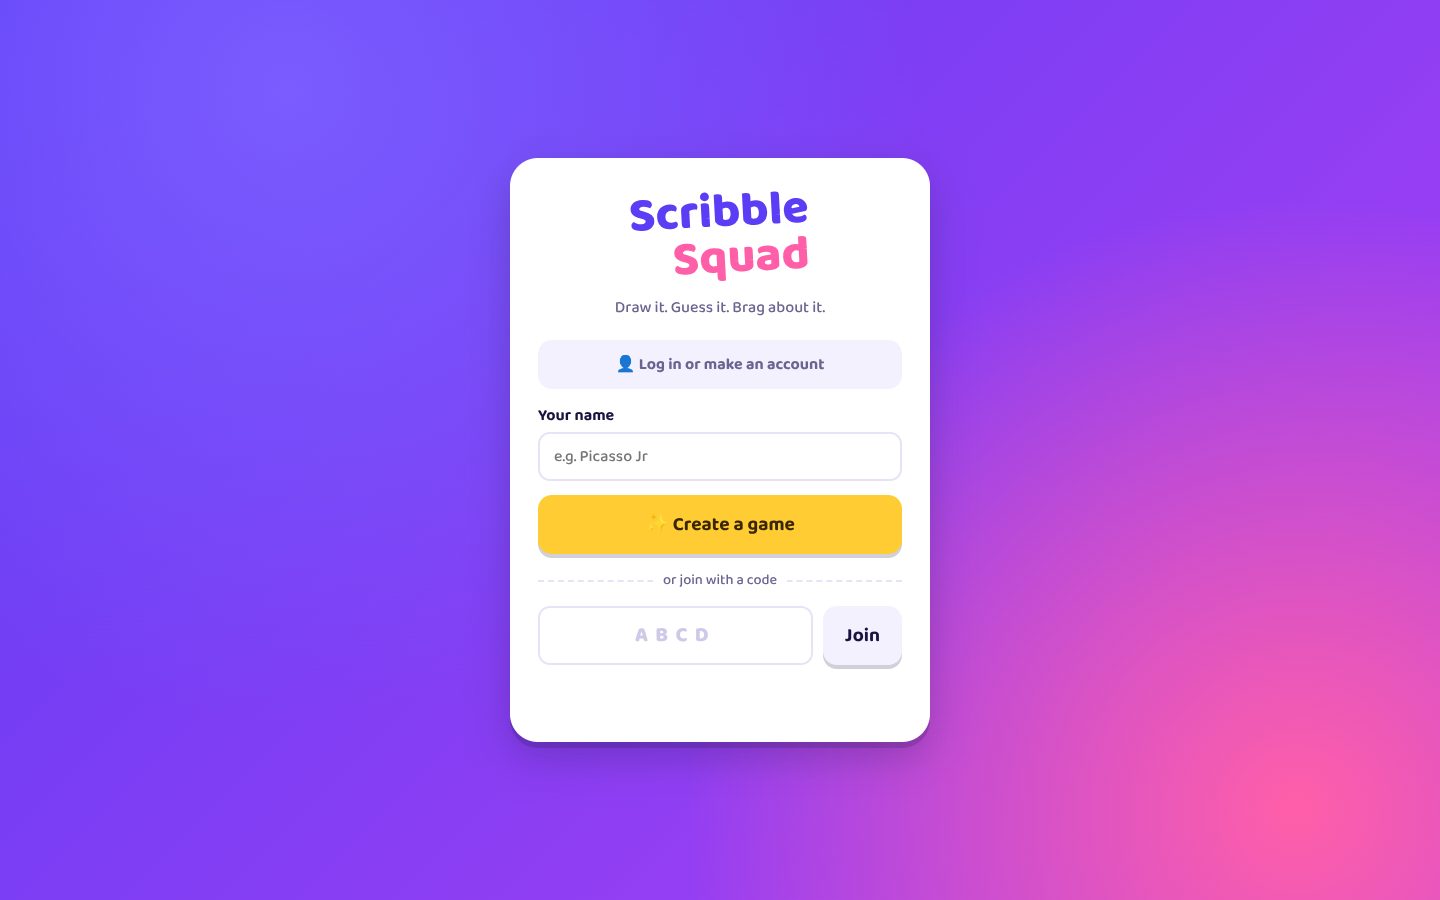 Scribble
Squad
Draw it. Guess it. Brag about it.
👤 Log in or make an account
Your name
e.g. Picasso Jr
✨ Create a game
or join with a code
ABCD
Join